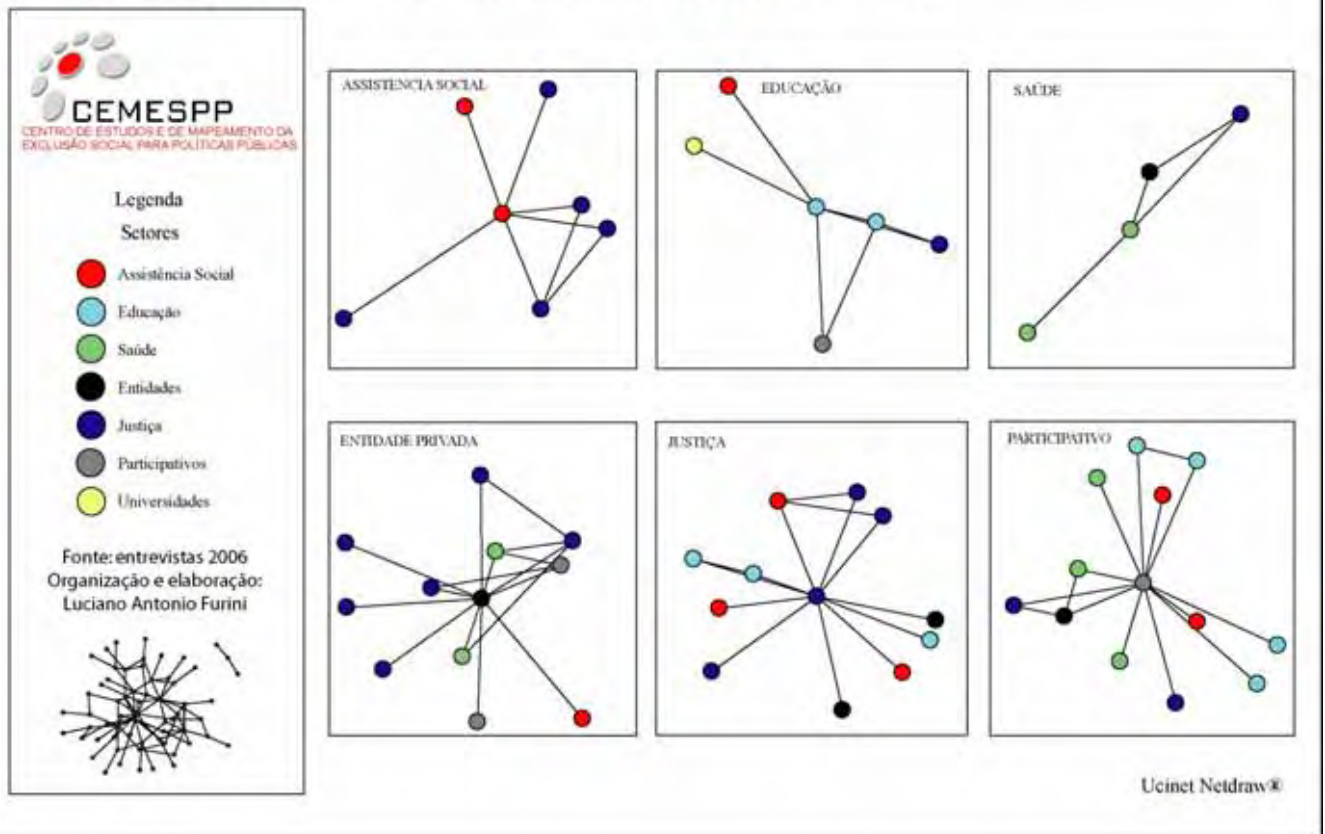 CEMESPP
CENTRO DE ESTUDOS E DE MAPEAMENTO DA
EXCLUSÃO SOCIAL PARA POLÍTICAS PÚBLICAS
Legenda
Setores
Assistência Social
Educação
Saúde
Entidades
Justiça
Participativos
Universidades
Fonte: entrevistas 2006
Organização e elaboração:
Luciano Antonio Furini
ASSISTENCIA SOCIAL
EDUCAÇÃO
SAÚDE
ENTIDADE PRIVADA
JUSTIÇA
PARTICIPATIVO
Ucinet Netdraw®